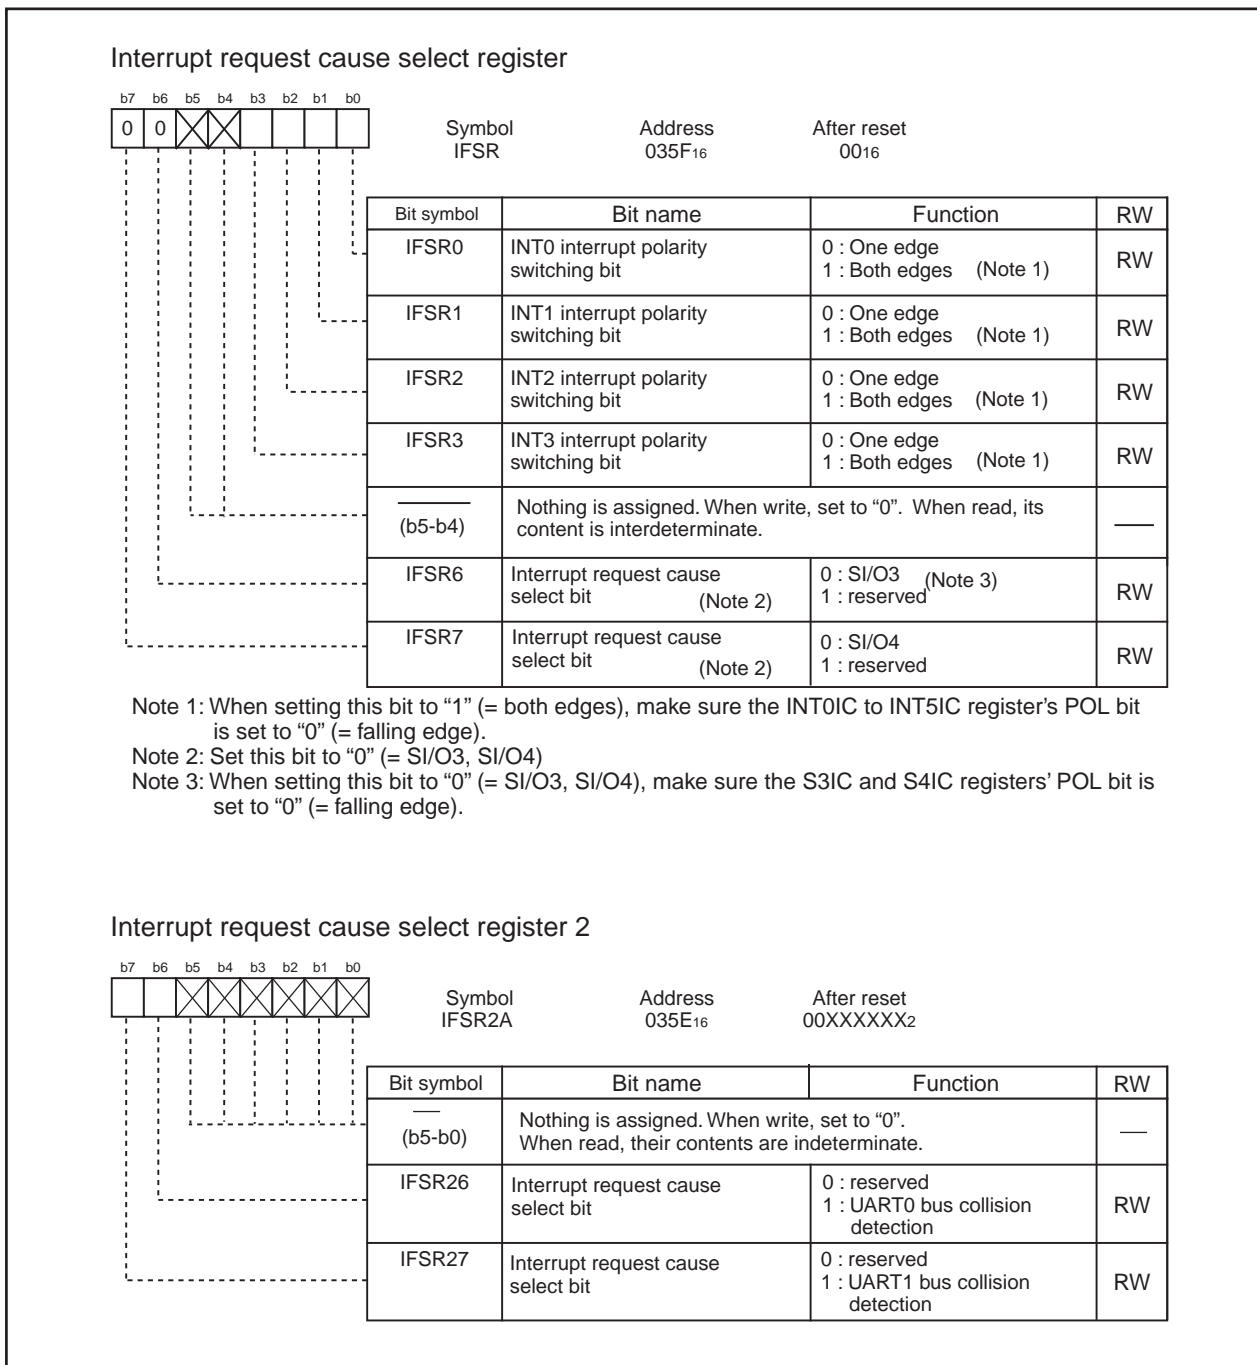 Interrupt request cause select register
b7 b6 b5 b4 b3 b2 b1 b0
0 0
Symbol Address After reset
IFSR 035F16 0016
Bit symbol Bit name Function RW
IFSR0 INT0 interrupt polarity 0 : One edge
switching bit 1 : Both edges (Note 1) RW
IFSR1 INT1 interrupt polarity 0 : One edge
switching bit 1 : Both edges (Note 1) RW
IFSR2 INT2 interrupt polarity 0 : One edge
switching bit 1 : Both edges (Note 1) RW
IFSR3 INT3 interrupt polarity 0 : One edge
switching bit 1 : Both edges (Note 1) RW
Nothing is assigned. When write, set to “0”. When read, its
(b5-b4) content is interdeterminate.
IFSR6 Interrupt request cause 0 : SI/O3 (Note 3)
select bit (Note 2) 1 : reserved RW
IFSR7 Interrupt request cause 0 : SI/O4
select bit (Note 2) 1 : reserved RW
Note 1: When setting this bit to “1” (= both edges), make sure the INT0IC to INT5IC register’s POL bit
is set to “0” (= falling edge).
Note 2: Set this bit to “0” (= SI/O3, SI/O4)
Note 3: When setting this bit to “0” (= SI/O3, SI/O4), make sure the S3IC and S4IC registers’ POL bit is
set to “0” (= falling edge).
Interrupt request cause select register 2
b7 b6 b5 b4 b3 b2 b1 b0
Symbol Address After reset
IFSR2A 035E16 00XXXXXX2
Bit symbol Bit name Function RW
Nothing is assigned. When write, set to “0”.
(b5-b0) When read, their contents are indeterminate.
IFSR26 Interrupt request cause 0 : reserved
select bit 1 : UART0 bus collision RW
detection
IFSR27 Interrupt request cause 0 : reserved
select bit 1 : UART1 bus collision RW
detection